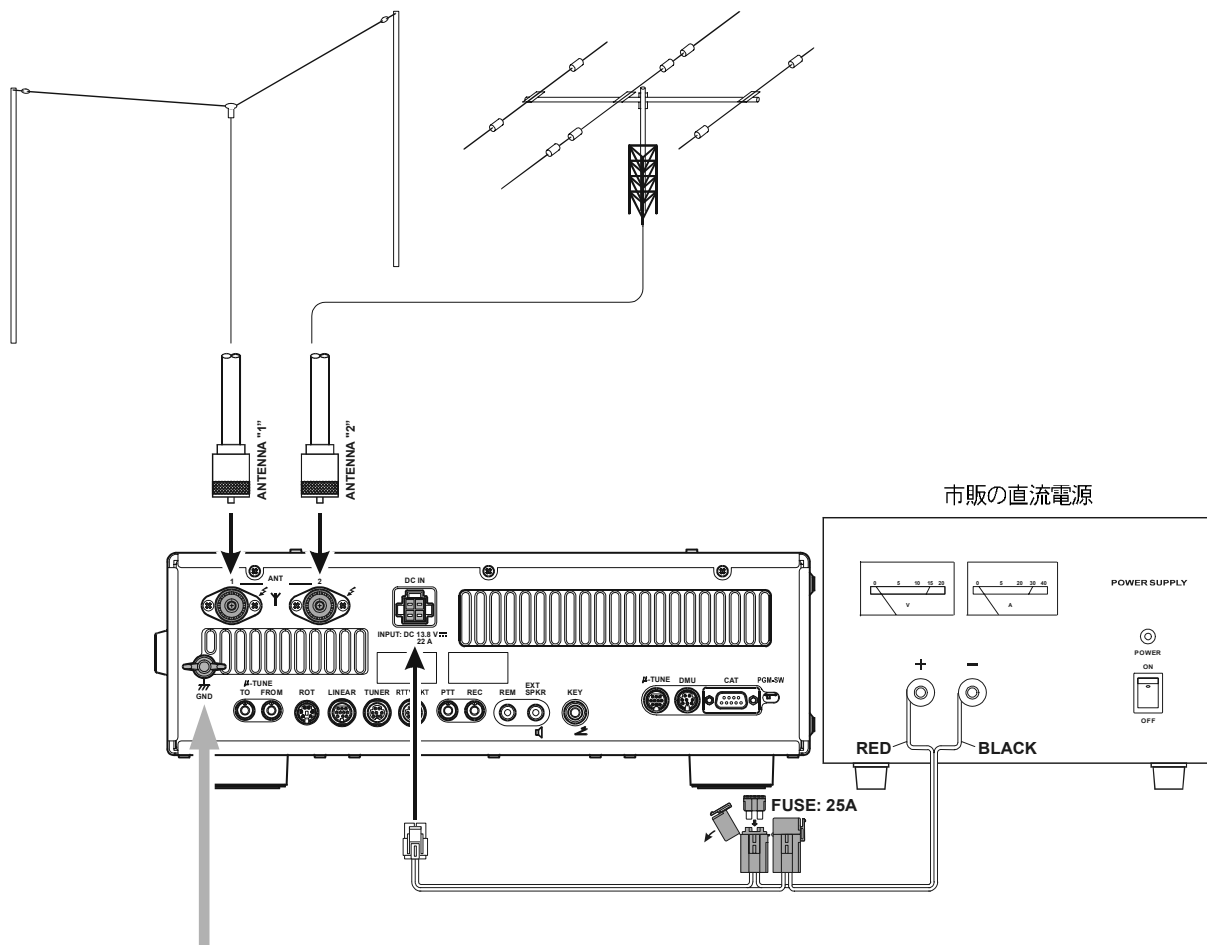 ANTENNA "1"
ANTENNA "2"
市販の直流電源
1 ANT 2
DC IN
INPUT: DC 13.8 V
22 A
GND
μ-TUNE
TO FROM
ROT
LINEAR
TUNER
PTT
REC
REM
EXT
SPKR
KEY
μ-TUNE
DMU
CAT
PGM-SW
0 5 10 15 20
V
0 5 20 30 40
A
POWER SUPPLY
POWER
ON
OFF
+ −
RED
BLACK
FUSE: 25A